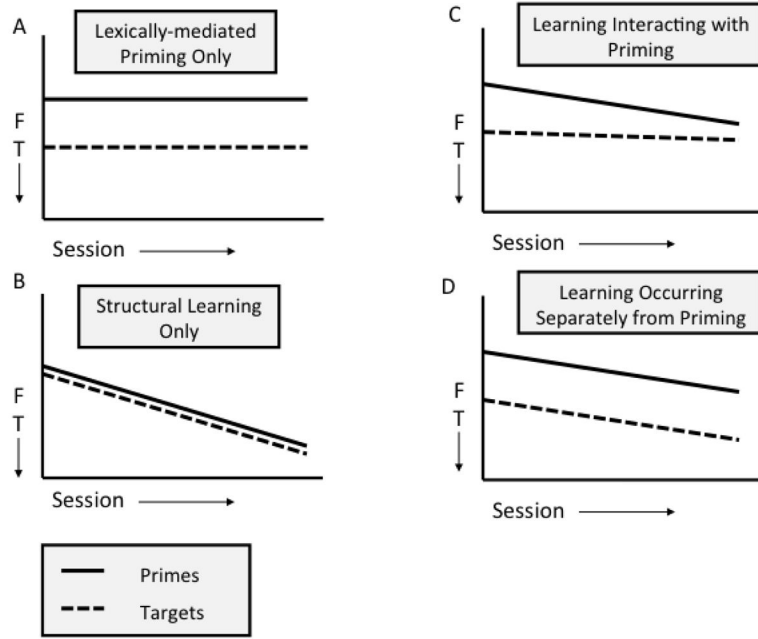 A
Lexically-mediated
Priming Only
F
T
Session
B
Structural Learning
Only
F
T
Session
Primes
Targets
C
Learning Interacting with
Priming
F
T
Session
D
Learning Occurring
Separately from Priming
F
T
Session